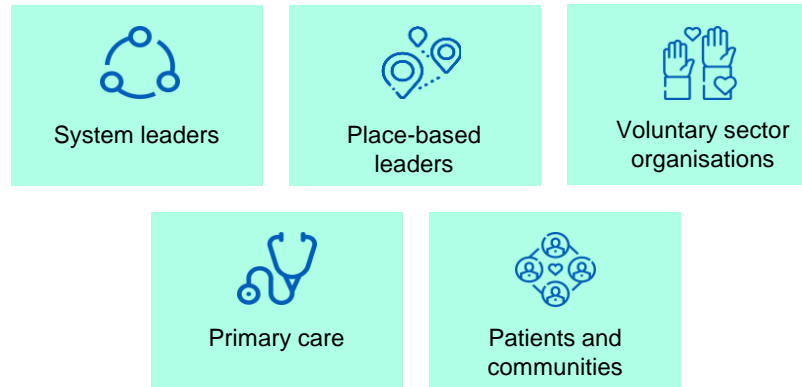 System leaders
Place-based
leaders
Voluntary sector
organisations
Primary care
Patients and
communities